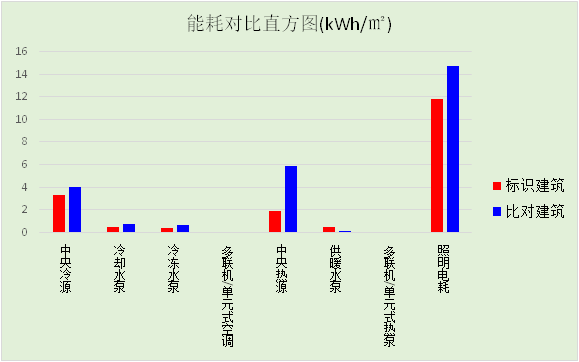 能耗对比直方图(kWh/㎡)
16
14
12
10
8
6
4
2
0
中央冷源
冷却水泵
冷冻水泵
多联机/单元式空调
中央热源
供暖水泵
多联机/单元式热泵
照明电耗
标识建筑
比对建筑